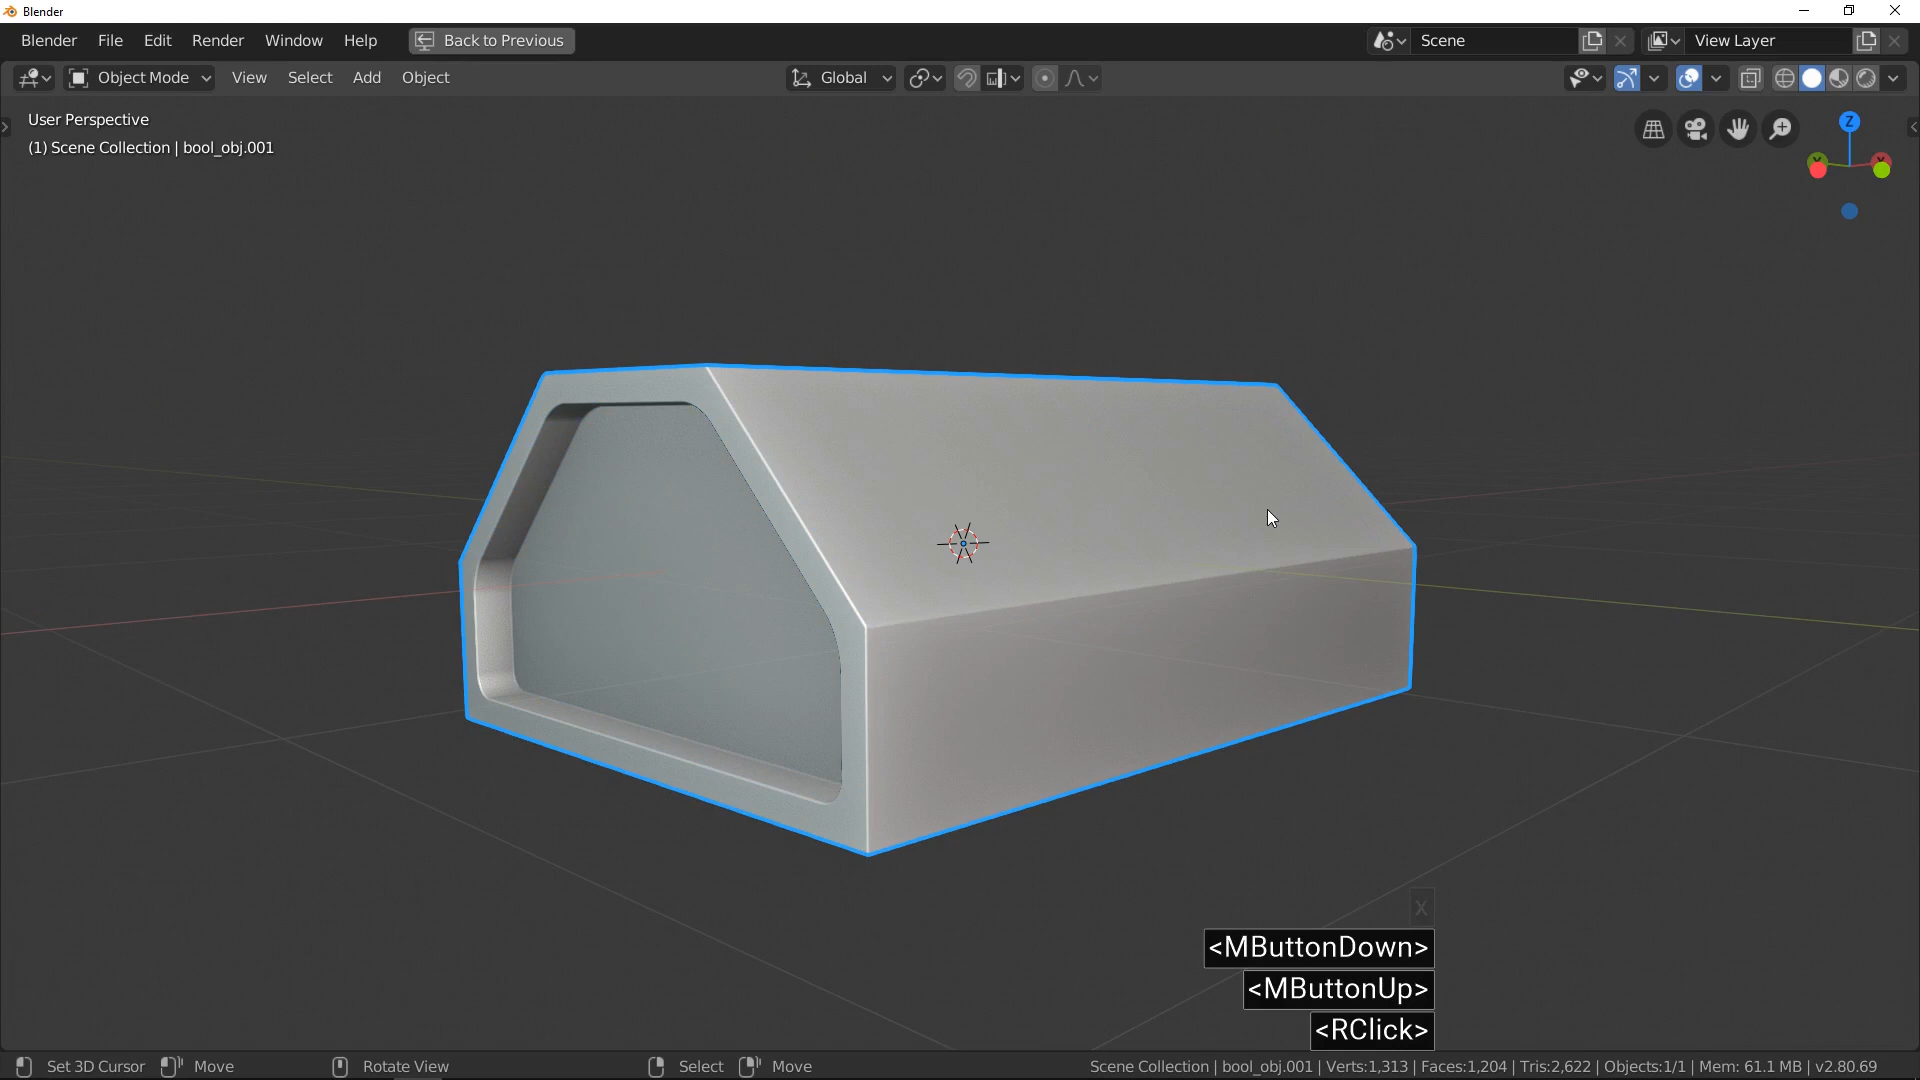 Blender
Blender File Edit Render Window Help Back to Previous Scene View Layer
Object Mode View Select Add Object Global
User Perspective
(1) Scene Collection | bool_obj.001
Z
Y
X
<MButtonDown>
<MButtonUp>
<RClick>
Set 3D Cursor Move Rotate View Select Move Scene Collection | bool_obj.001 | Verts:1,313 | Faces:1,204 | Tris:2,622 | Objects:1/1 | Mem: 61.1 MB | v2.80.69